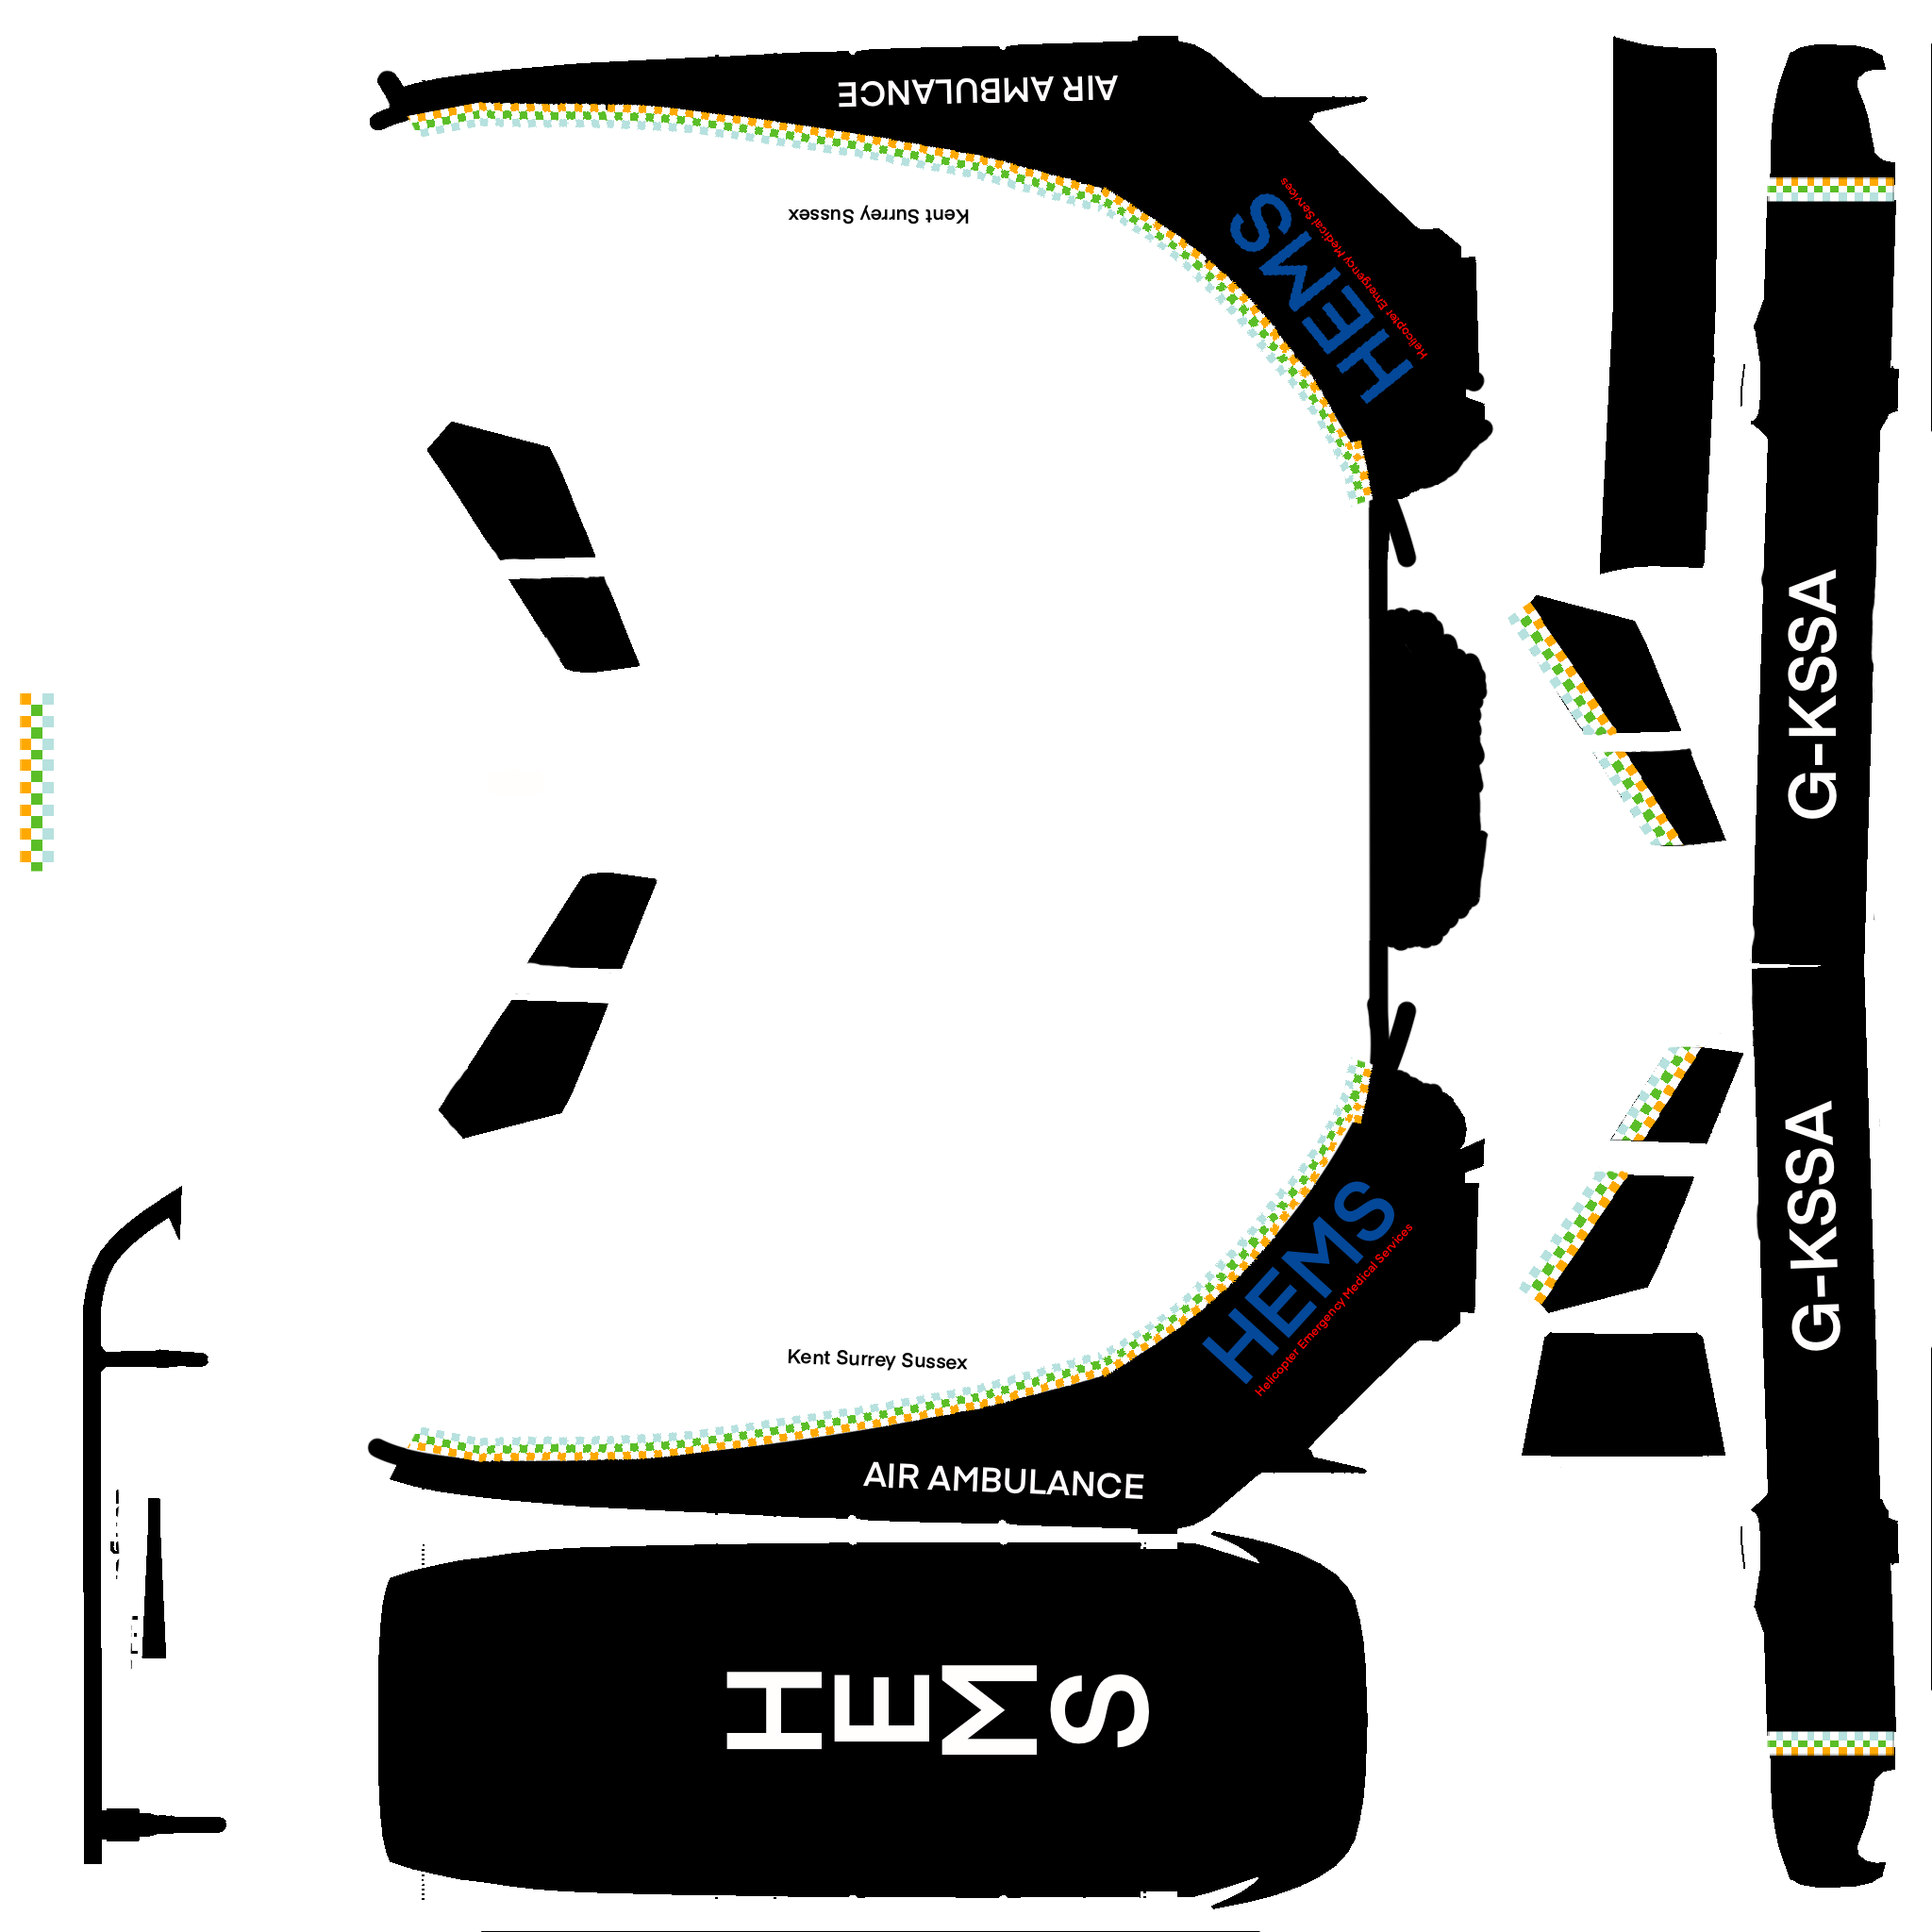 AIR AMBULANCE
Kent Surrey Sussex
HEMS
Helicopter Emergency Medical Services
G-KSSA
G-KSSA
HEMS
Helicopter Emergency Medical Services
Kent Surrey Sussex
AIR AMBULANCE
HEMS